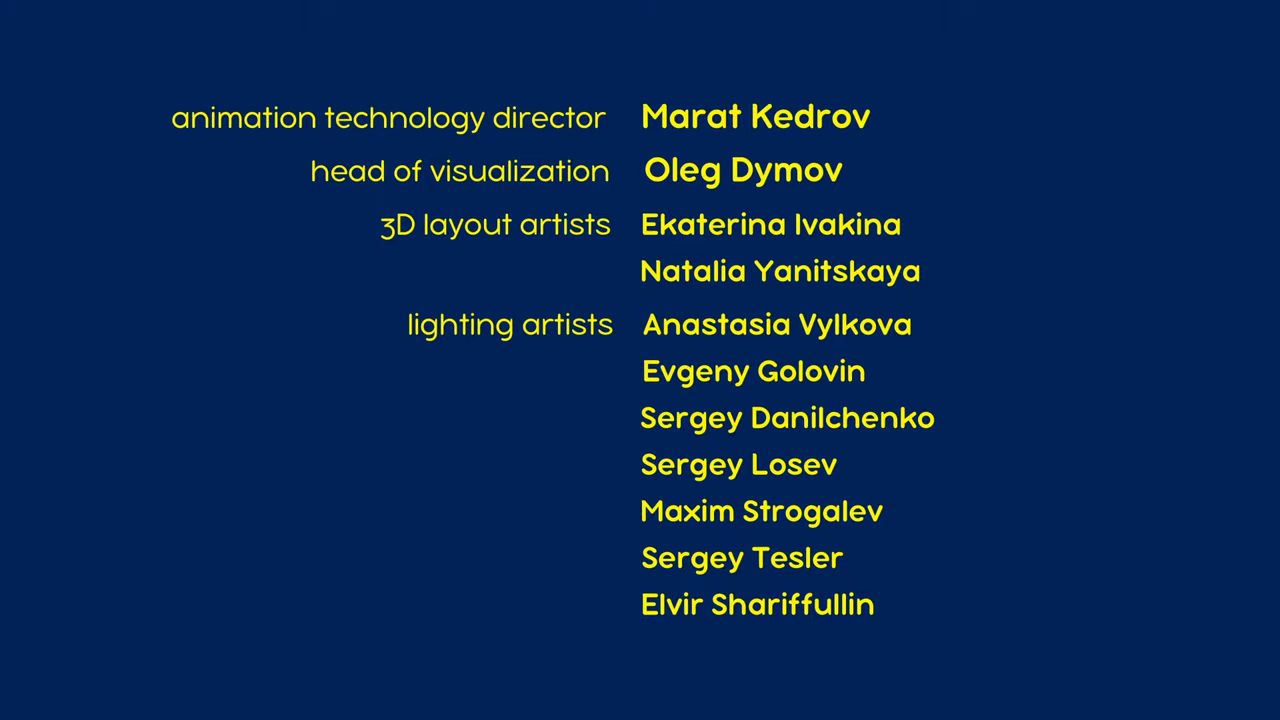 animation technology director Marat Kedrov
head of visualization Oleg Dymov
3D layout artists Ekaterina Ivakina
Natalia Yanitskaya
lighting artists Anastasia Vylkova
Evgeny Golovin
Sergey Danilchenko
Sergey Losev
Maxim Strogalev
Sergey Tesler
Elvir Shariffullin